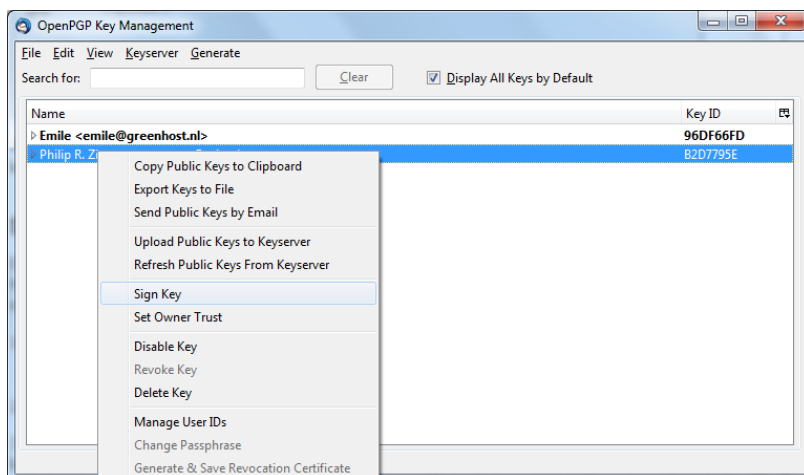 OpenPGP Key Management
File Edit View Keyserver Generate
Search for: Clear Display All Keys by Default
Name Key ID
Emile <emile@greenhost.nl> 96DF66FD
Philip R. B2D7795E
Copy Public Keys to Clipboard
Export Keys to File
Send Public Keys by Email
Upload Public Keys to Keyserver
Refresh Public Keys From Keyserver
Sign Key
Set Owner Trust
Disable Key
Revoke Key
Delete Key
Manage User IDs
Change Passphrase
Generate & Save Revocation Certificate